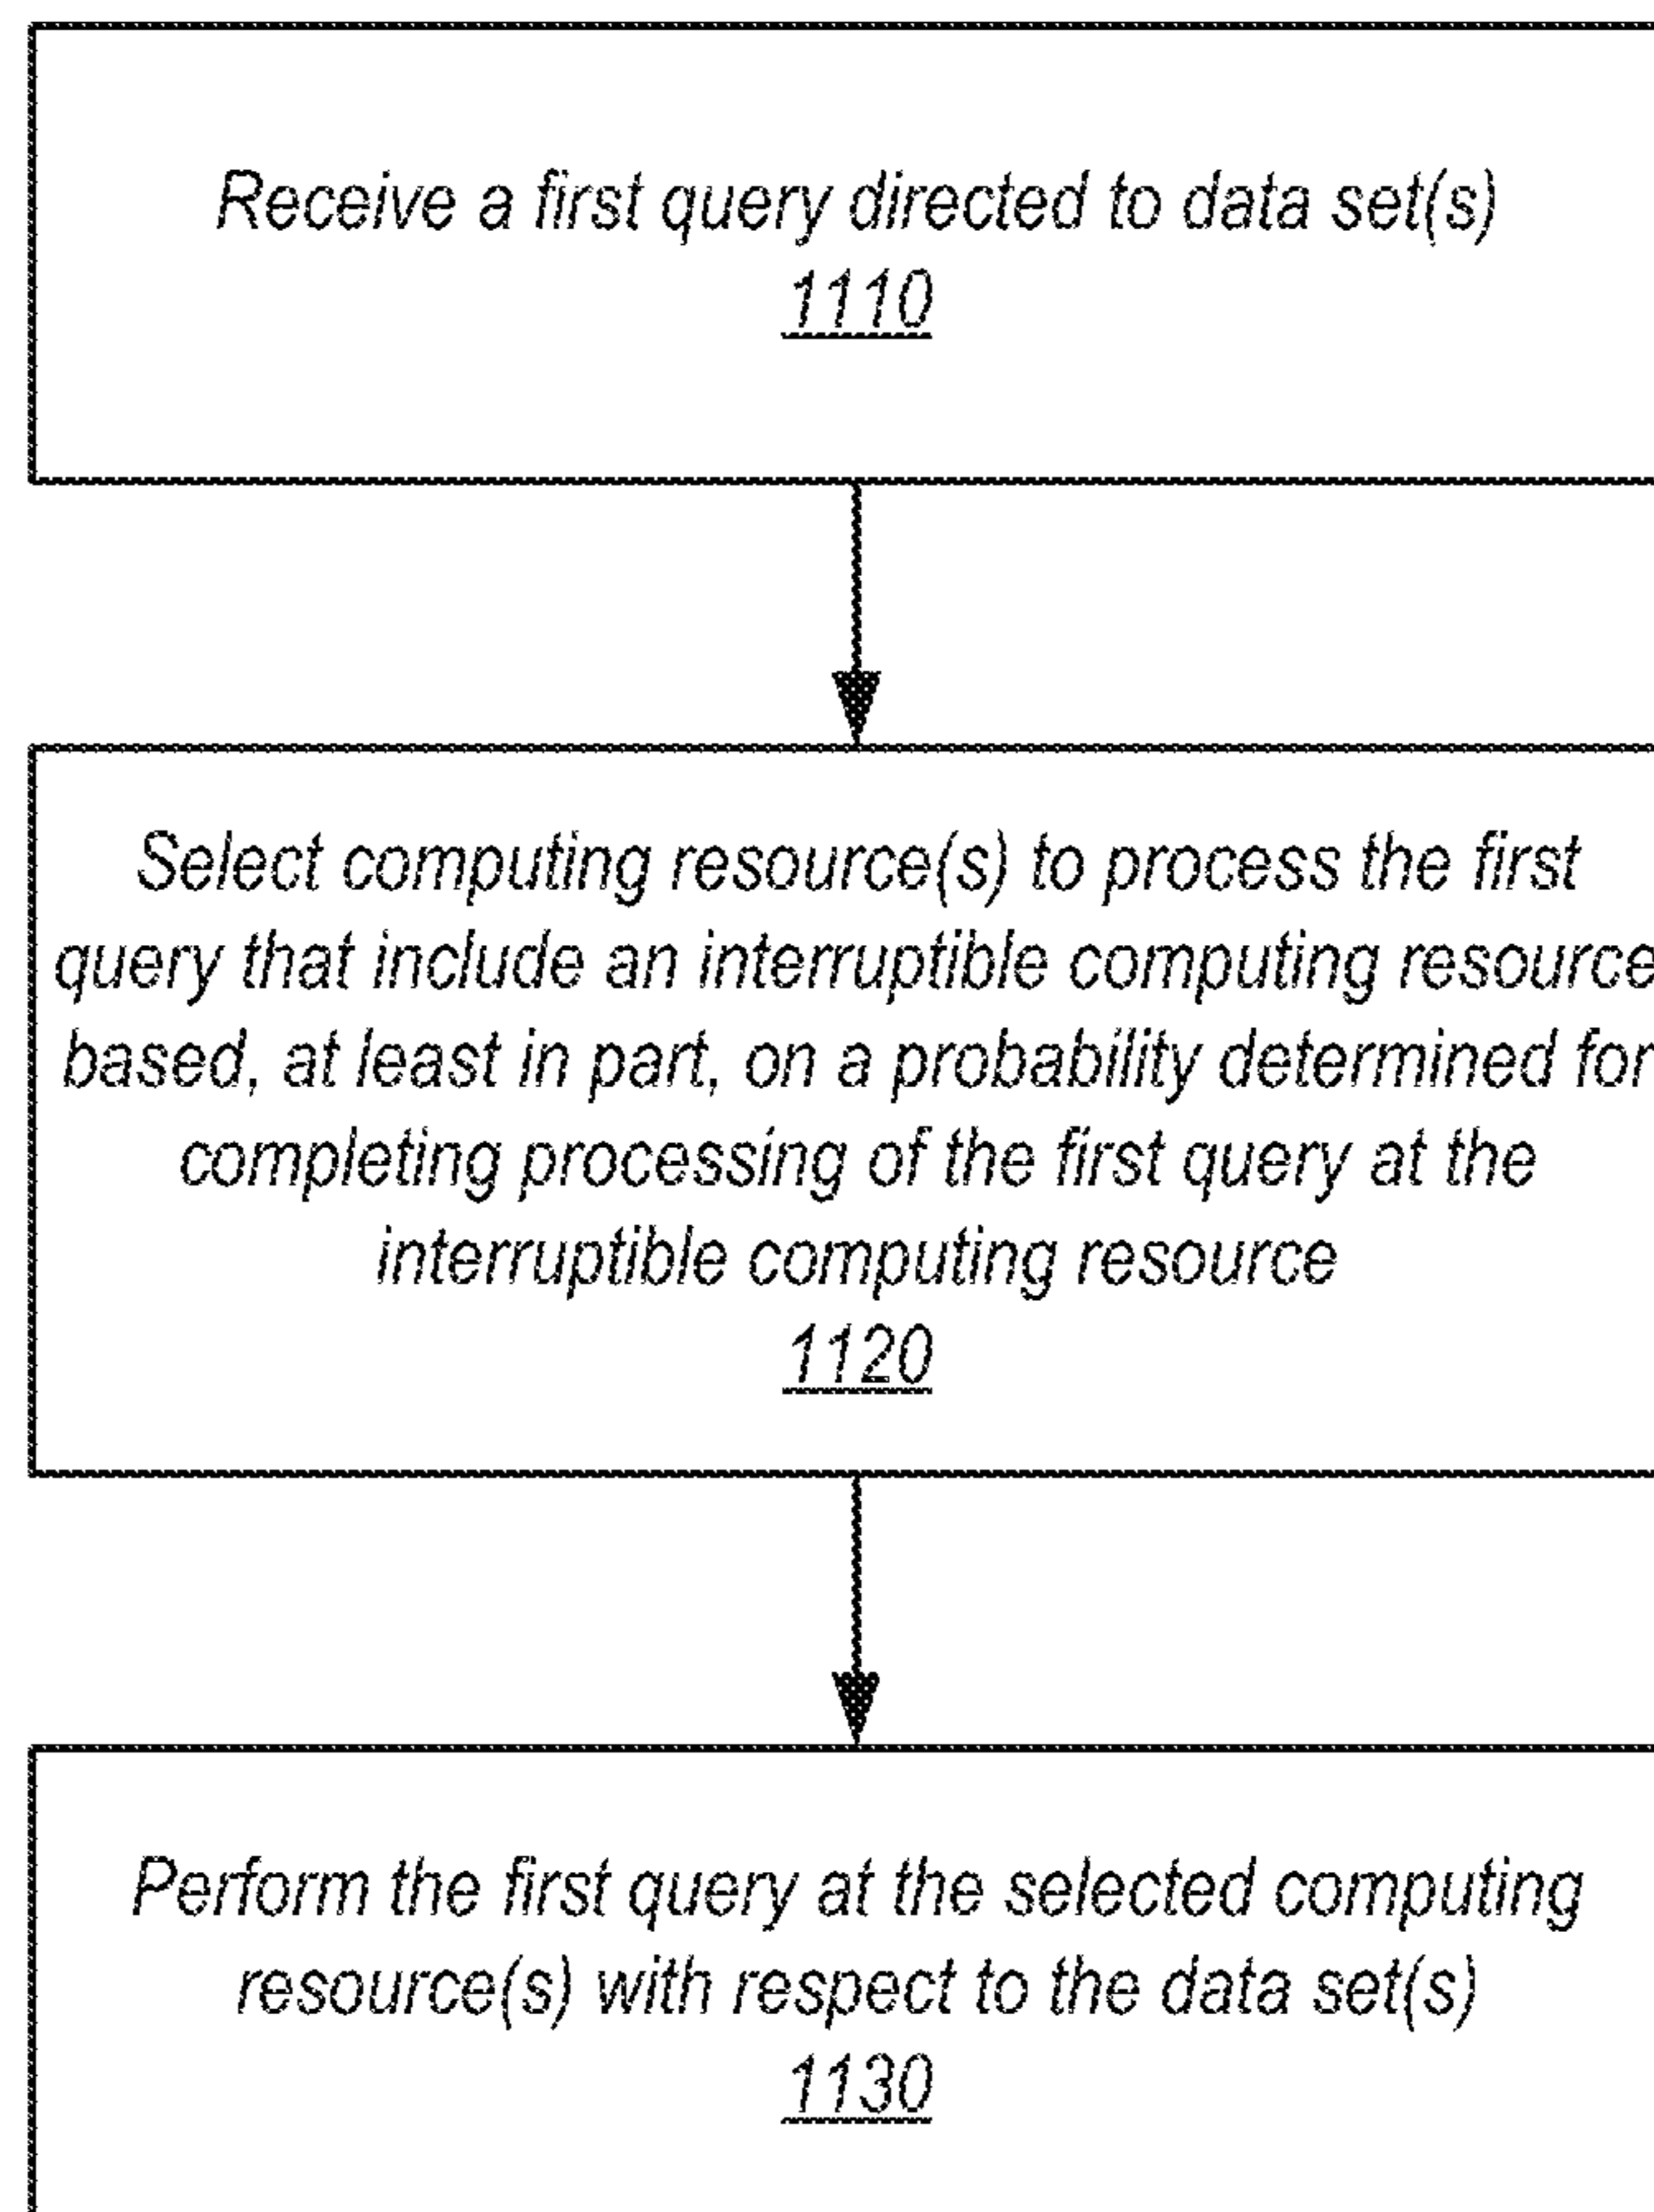 Receive a first query directed to data set(s)
1110
Select computing resource(s) to process the first
query that include an interruptible computing resource
based, at least in part, on a probability determined for
completing processing of the first query at the
interruptible computing resource
1120
Perform the first query at the selected computing
resource(s) with respect to the data set(s)
1130